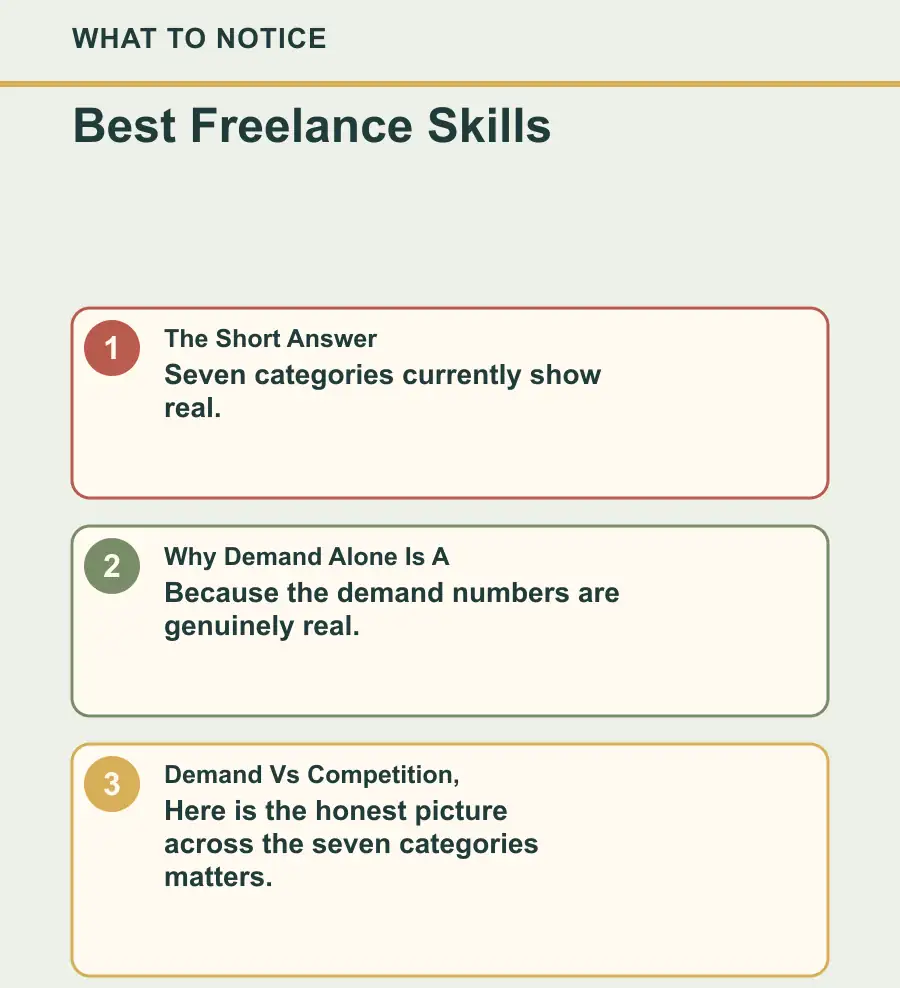 WHAT TO NOTICE
Best Freelance Skills
1
The Short Answer
Seven categories currently show
real.
2
Why Demand Alone Is A
Because the demand numbers are
genuinely real.
3
Demand Vs Competition,
Here is the honest picture
across the seven categories
matters.